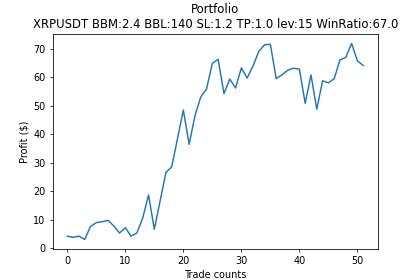 Portfolio
XRPUSDT BBM:2.4 BBL:140 SL:1.2 TP:1.0 lev:15 WinRatio:67.0
70
60
50
40
30
20
10
0
Profit ($)
0 10 20 30 40 50
Trade counts